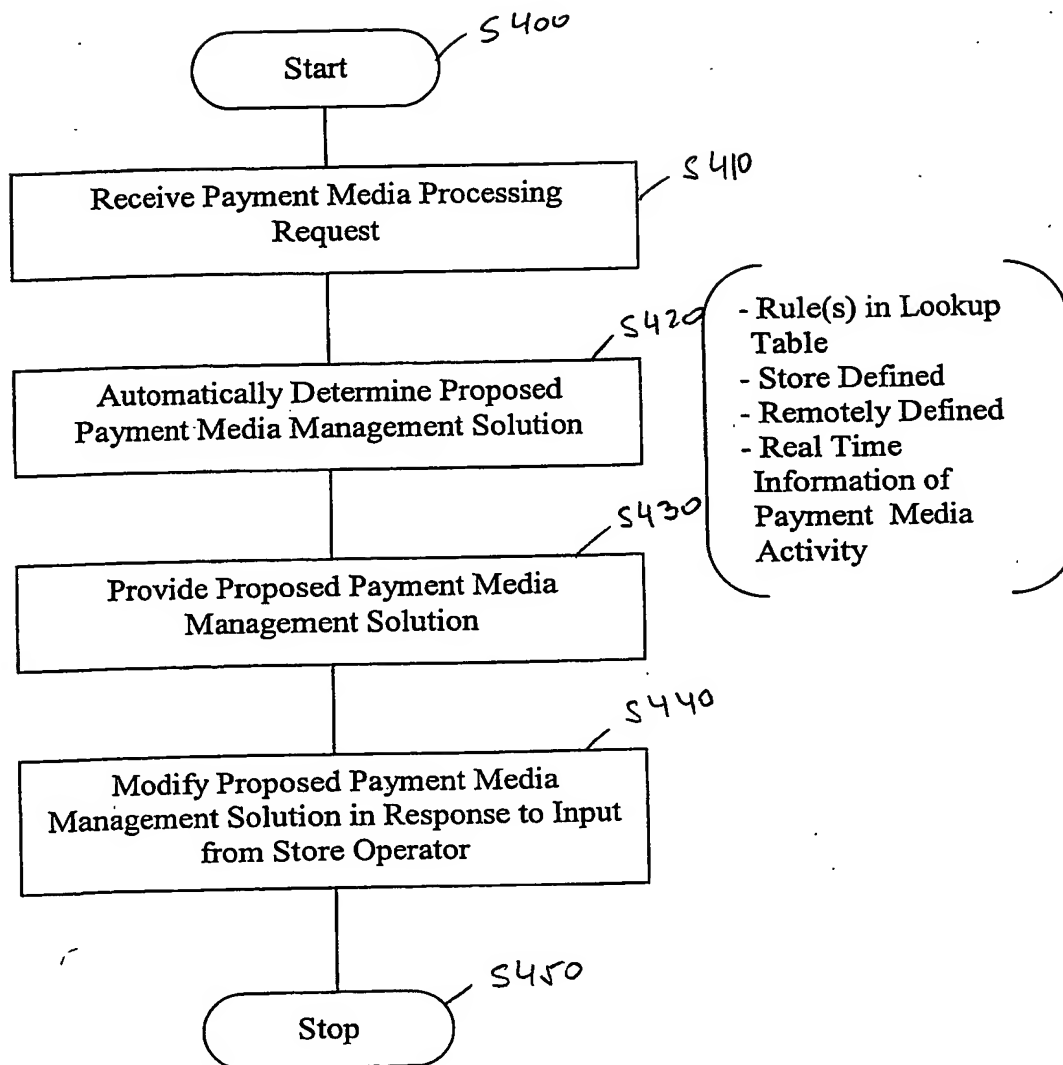 S400
Start
S410
Receive Payment Media Processing
Request
S420
- Rule(s) in Lookup
Table
- Store Defined
- Remotely Defined
- Real Time
Information of
Payment Media
Activity
Automatically Determine Proposed
Payment Media Management Solution
S430
Provide Proposed Payment Media
Management Solution
S440
Modify Proposed Payment Media
Management Solution in Response to Input
from Store Operator
S450
Stop